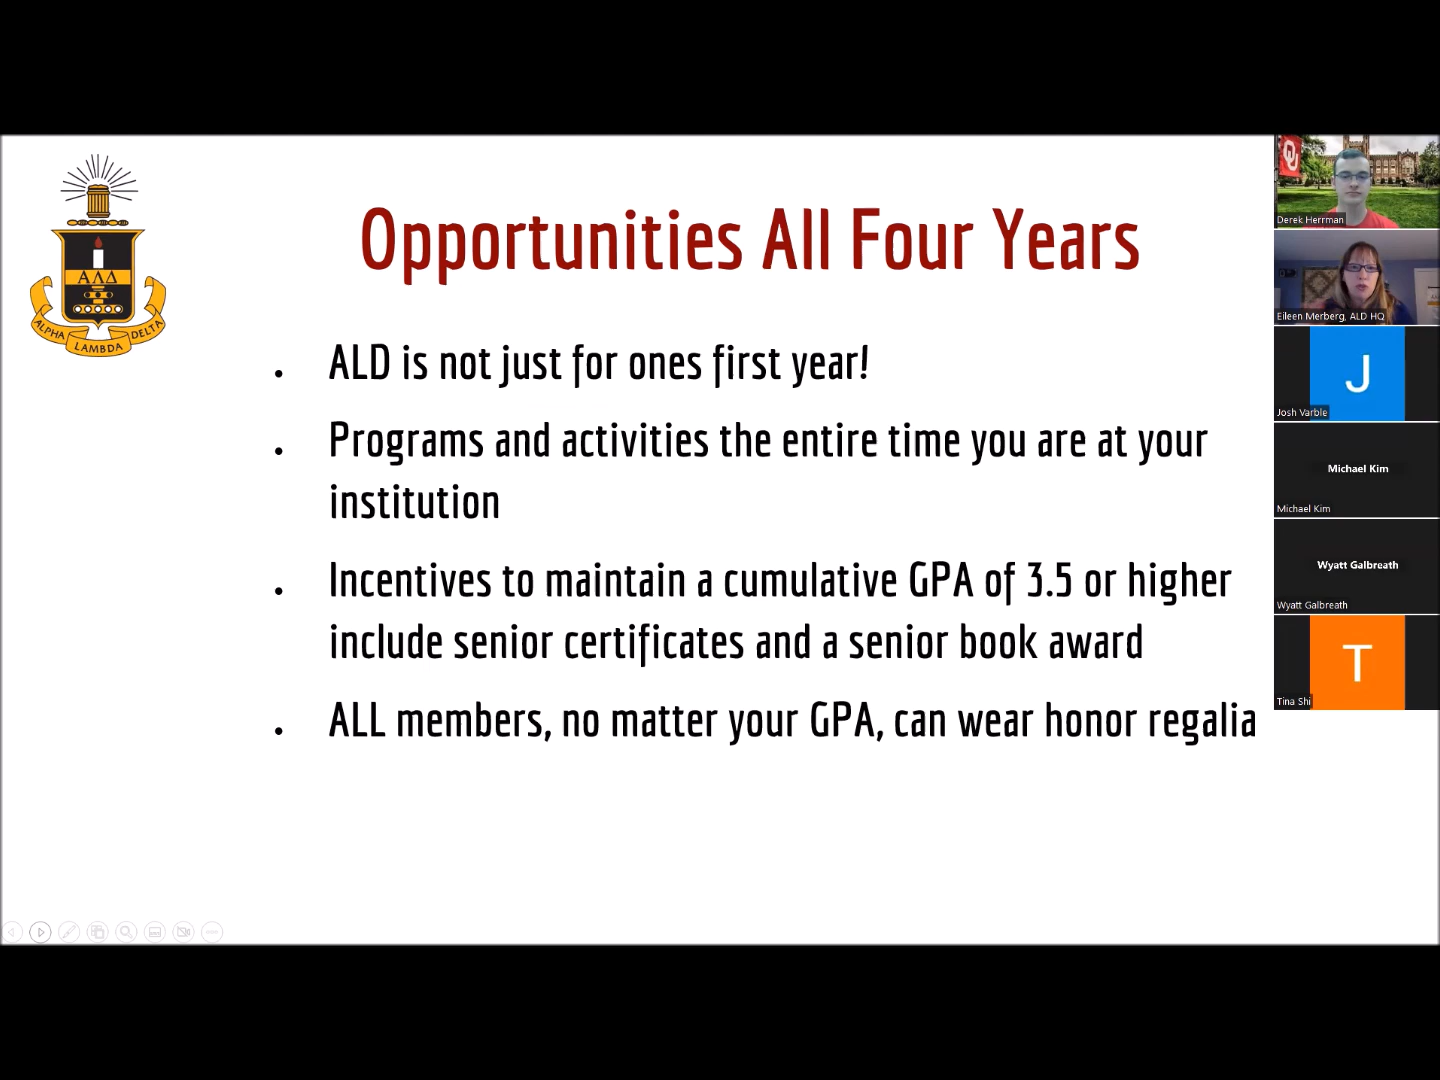 Opportunities All Four Years
ΑΛΔ
ALPHA
LAMBDA
DELTA
• ALD is not just for ones first year!
• Programs and activities the entire time you are at your
institution
• Incentives to maintain a cumulative GPA of 3.5 or higher
include senior certificates and a senior book award
• ALL members, no matter your GPA, can wear honor regalia
OU
Derek Herrman
Eileen Merberg, ALD HQ
J
Josh Varble
Michael Kim
Michael Kim
Wyatt Galbreath
Wyatt Galbreath
T
Tina Shi